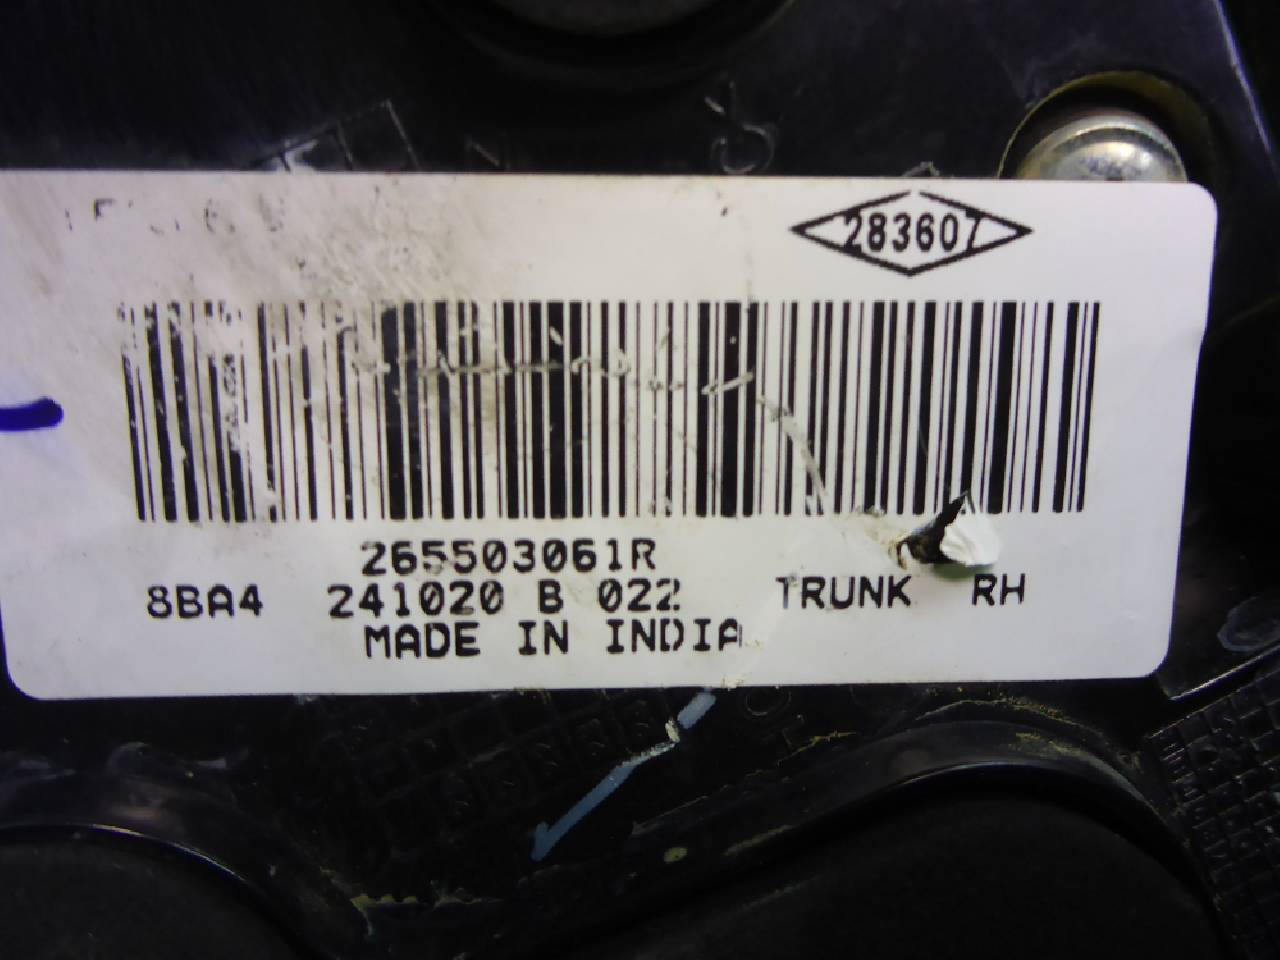 283607
265503061R
8BA4 241020 B 022 TRUNK RH
MADE IN INDIA